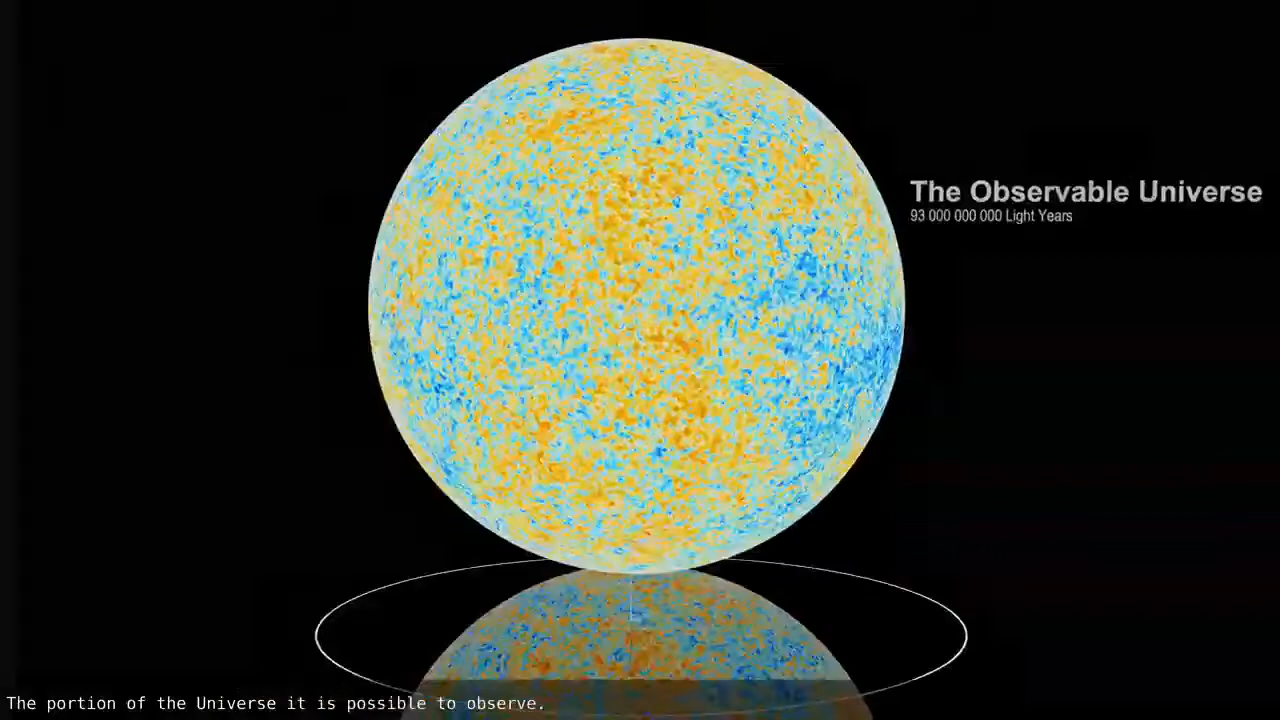 The Observable Universe
93 000 000 000 Light Years
The portion of the Universe it is possible to observe.